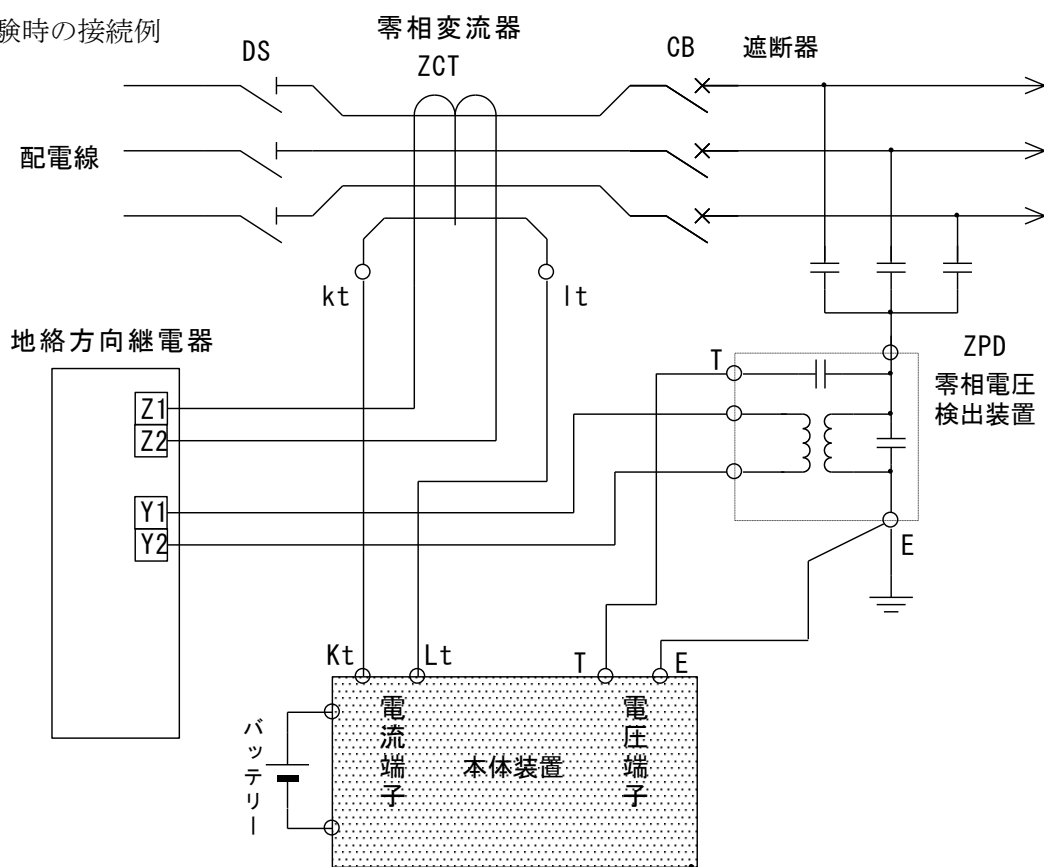 験時の接続例
零相変流器
DS
ZCT
CB
遮断器
配電線
kt
lt
地絡方向継電器
Z1
Z2
Y1
Y2
T
ZPD
零相電圧
検出装置
E
Kt
Lt
T
E
バッテリー
電流端子
本体装置
電圧端子